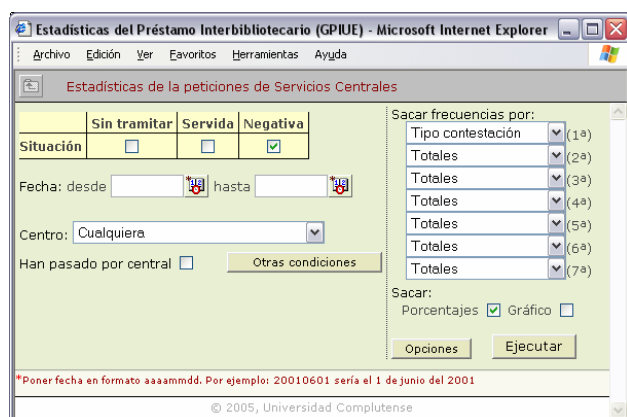 Estadísticas del Préstamo Interbibliotecario (GPIUE) - Microsoft Internet Explorer
Archivo Edición Ver Favoritos Herramientas Ayuda
Estadísticas de la peticiones de Servicios Centrales
Sin tramitar Servida Negativa
Situación
Fecha: desde hasta
Centro: Cualquiera
Han pasado por central Otras condiciones
Sacar frecuencias por:
Tipo contestación (1ª)
Totales (2ª)
Totales (3ª)
Totales (4ª)
Totales (5ª)
Totales (6ª)
Totales (7ª)
Sacar:
Porcentajes Gráfico
Opciones Ejecutar
*Poner fecha en formato aaaammdd. Por ejemplo: 20010601 sería el 1 de junio del 2001
© 2005, Universidad Complutense